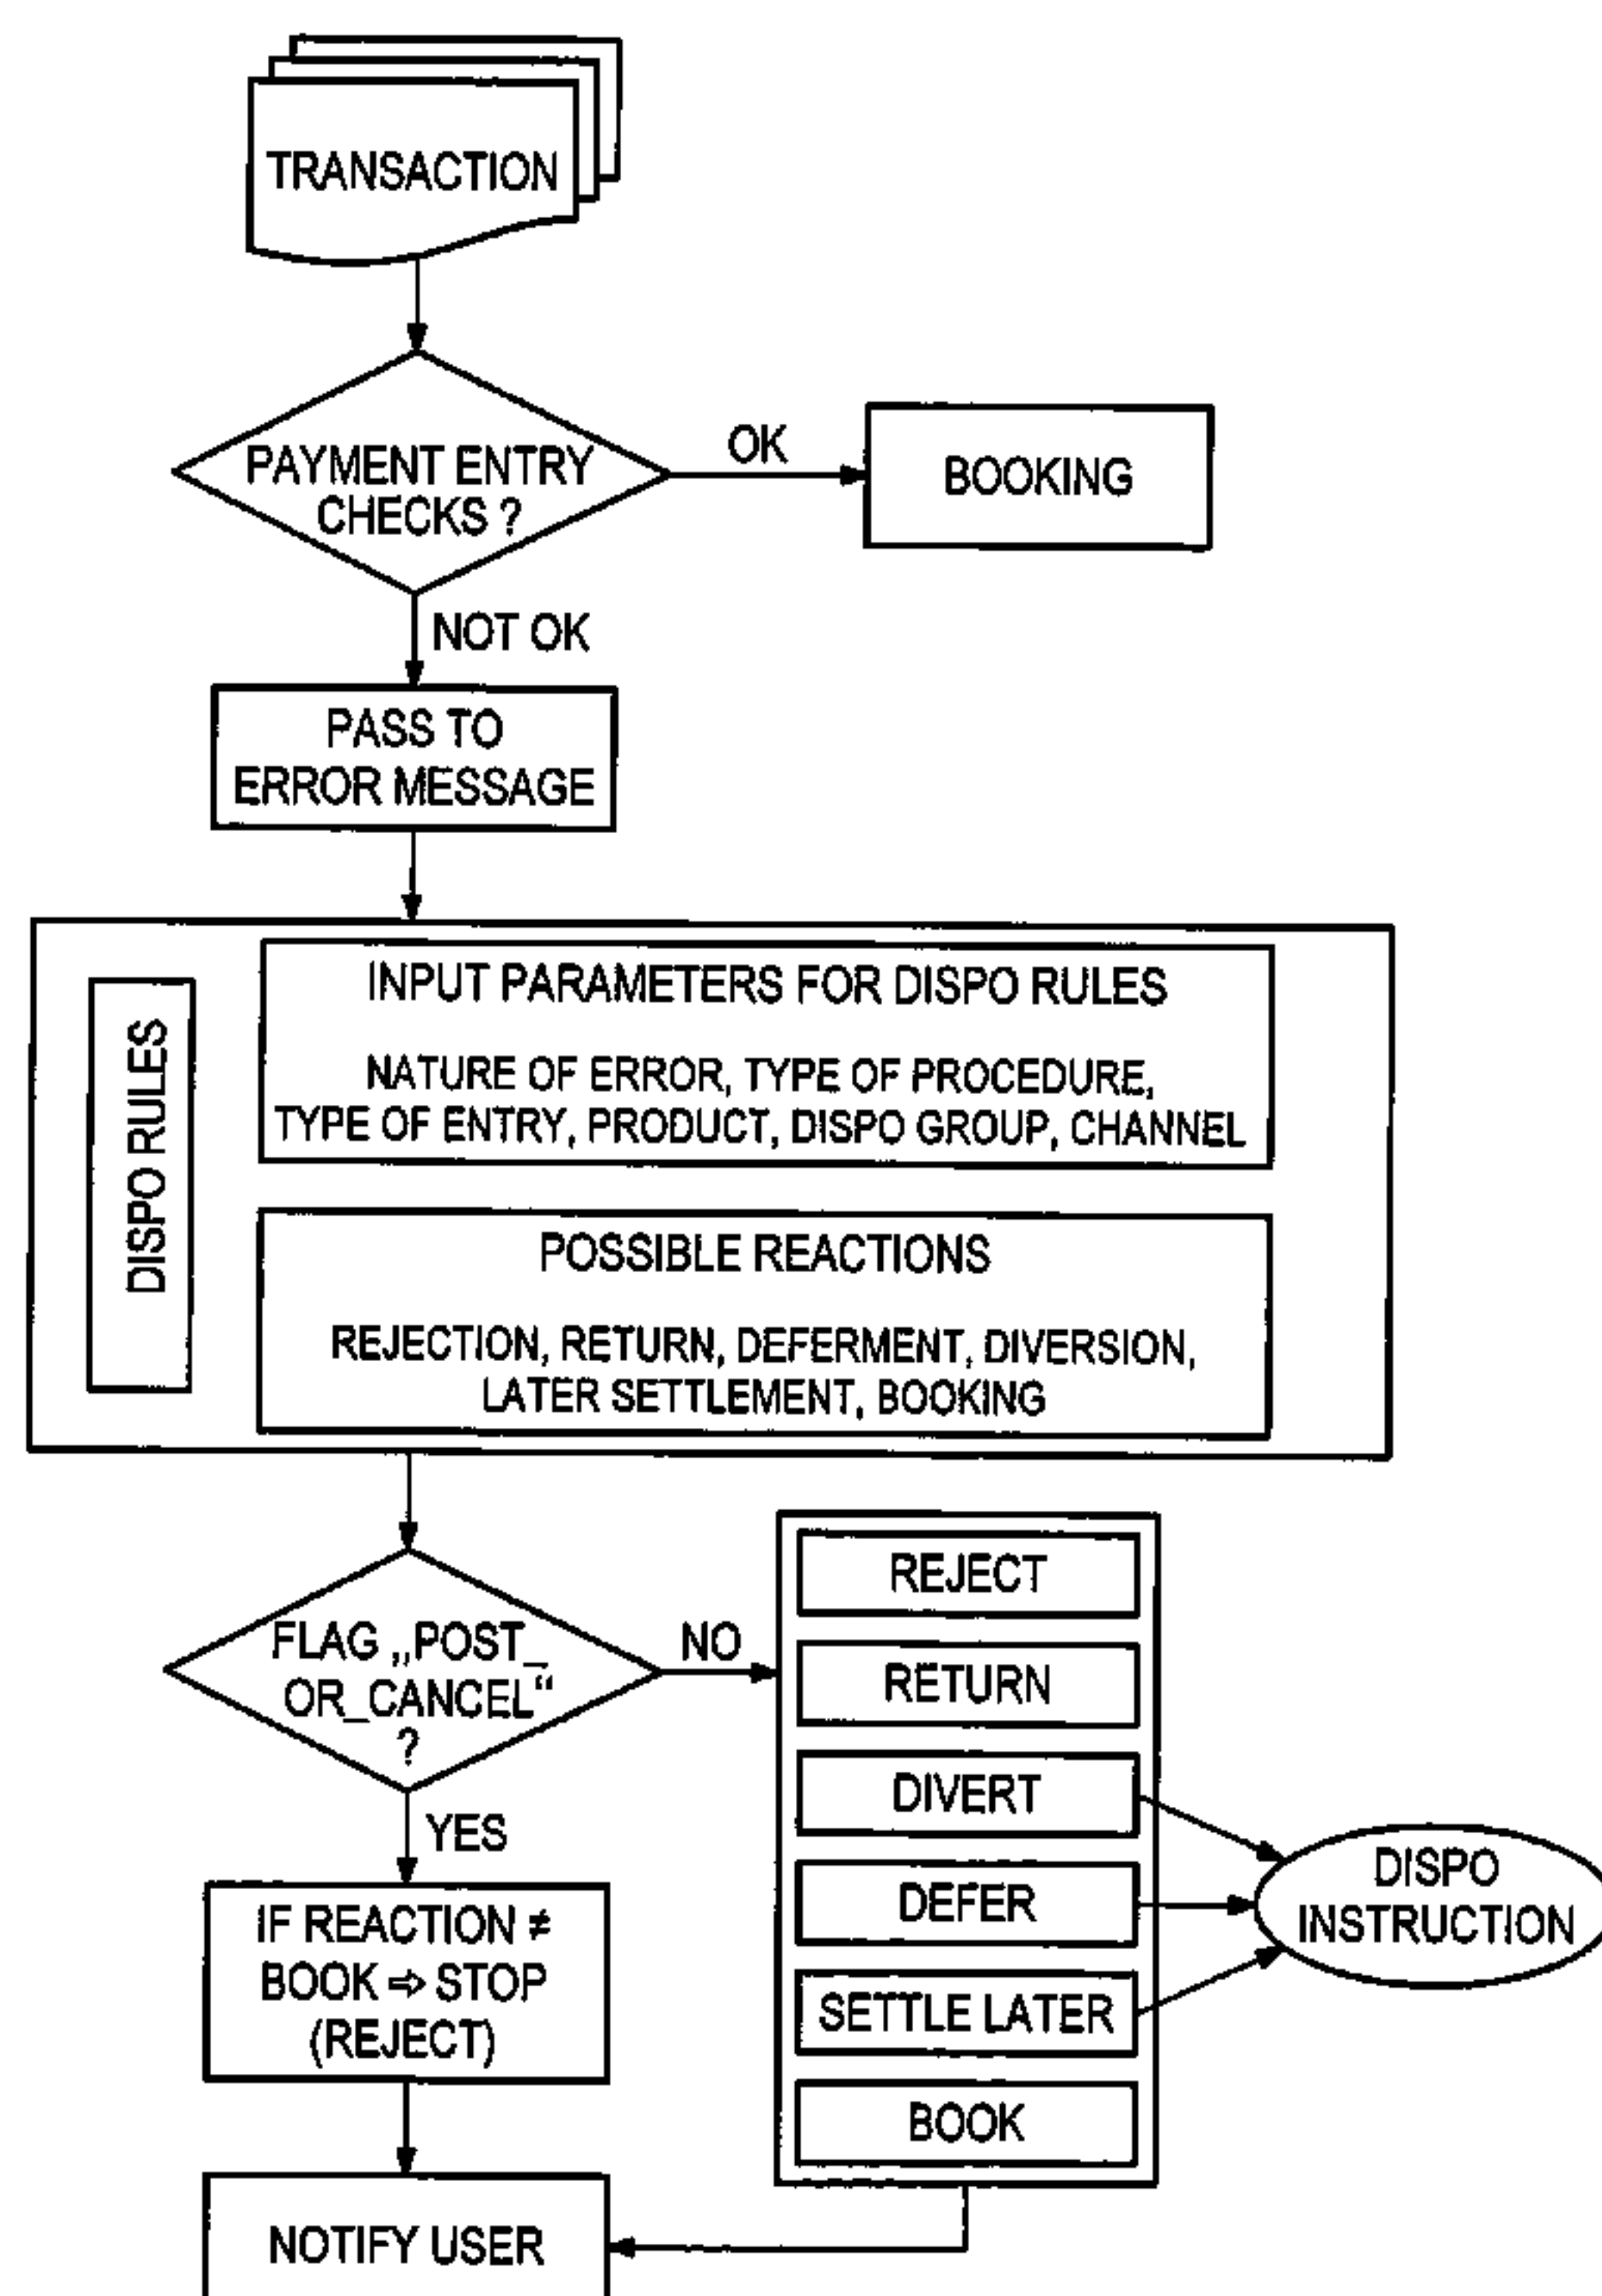 TRANSACTION
PAYMENT ENTRY
CHECKS ?
OK
BOOKING
NOT OK
PASS TO
ERROR MESSAGE
DISPO RULES
INPUT PARAMETERS FOR DISPO RULES
NATURE OF ERROR, TYPE OF PROCEDURE,
TYPE OF ENTRY, PRODUCT, DISPO GROUP, CHANNEL
POSSIBLE REACTIONS
REJECTION, RETURN, DEFERMENT, DIVERSION,
LATER SETTLEMENT, BOOKING
FLAG „POST_
OR_CANCEL“
?
NO
YES
REJECT
RETURN
DIVERT
DEFER
SETTLE LATER
BOOK
DISPO
INSTRUCTION
IF REACTION ≠
BOOK ⇨ STOP
(REJECT)
NOTIFY USER